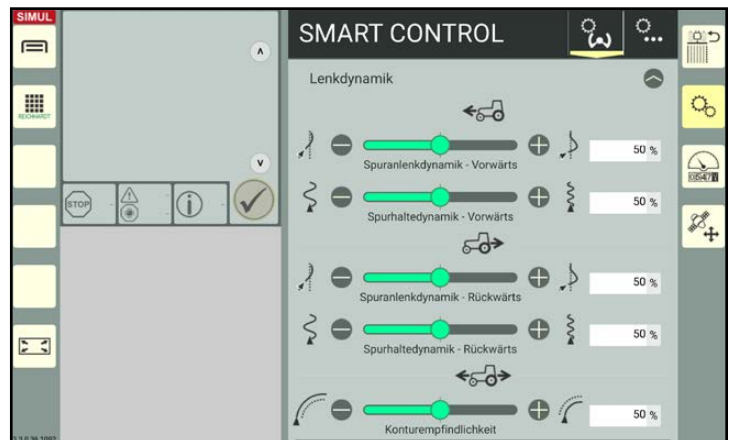 SIMUL
SMART CONTROL
REICHHARDT
Lenkdynamik
50 %
Spuranlenkdynamik - Vorwärts
50 %
Spurhaltedynamik - Vorwärts
STOP
50 %
Spuranlenkdynamik - Rückwärts
50 %
Spurhaltedynamik - Rückwärts
50 %
Konturempfindlichkeit